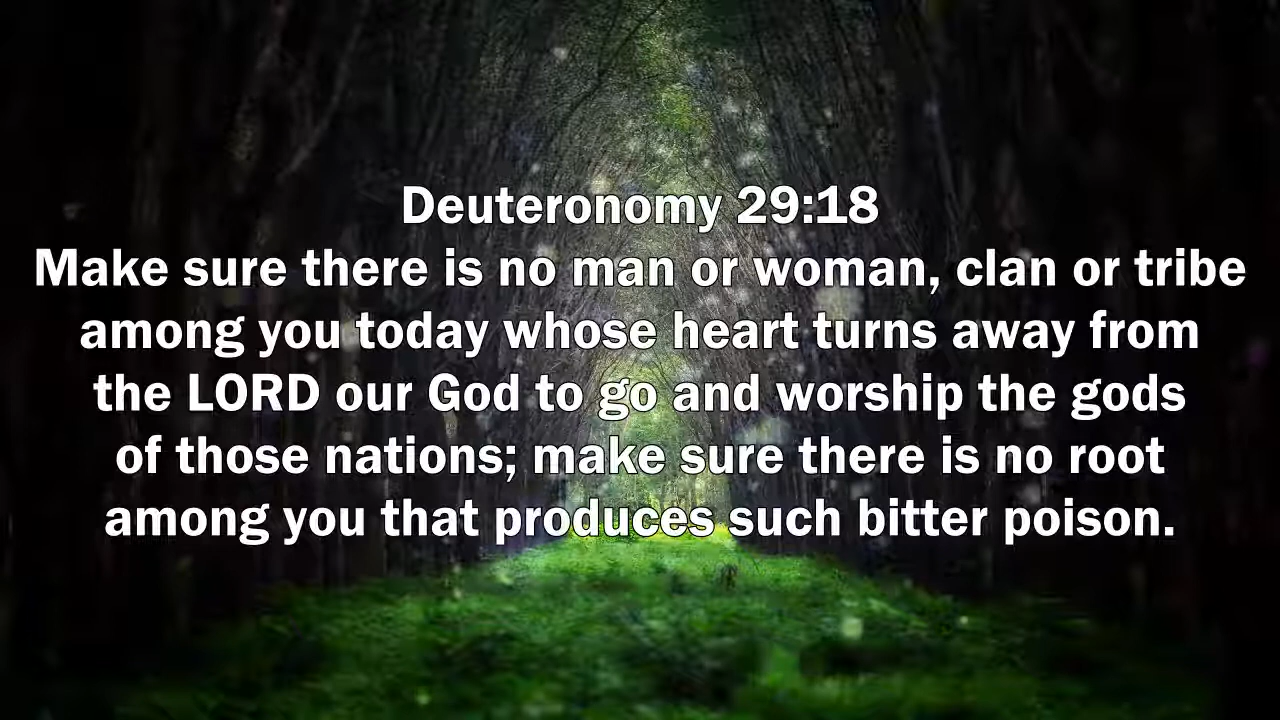 Deuteronomy 29:18
Make sure there is no man or woman, clan or tribe
among you today whose heart turns away from
the LORD our God to go and worship the gods
of those nations; make sure there is no root
among you that produces such bitter poison.